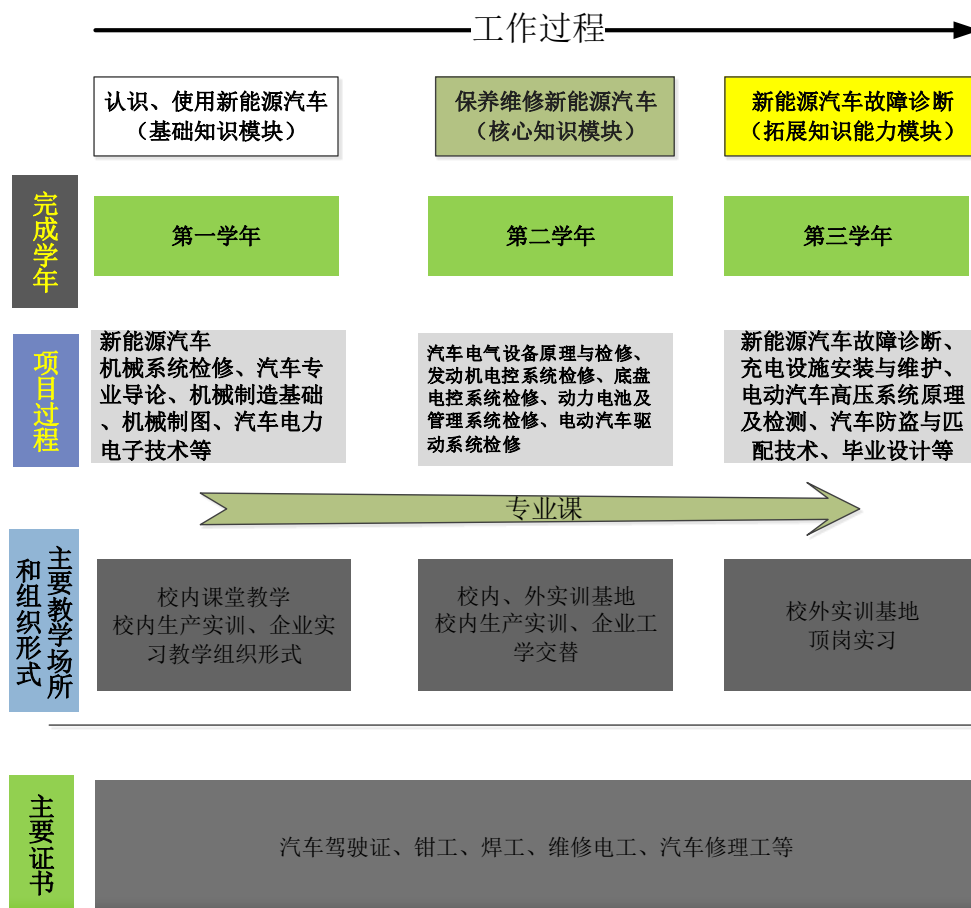 工作过程
认识、使用新能源汽车
（基础知识模块）
保养维修新能源汽车
（核心知识模块）
新能源汽车故障诊断
（拓展知识能力模块）
完成学年
第一学年
第二学年
第三学年
项目过程
新能源汽车
机械系统检修、汽车专
业导论、机械制造基础
、机械制图、汽车电力
电子技术等
汽车电气设备原理与检修、
发动机电控系统检修、底盘
电控系统检修、动力电池及
管理系统检修、电动汽车驱
动系统检修
新能源汽车故障诊断、
充电设施安装与维护、
电动汽车高压系统原理
及检测、汽车防盗与匹
配技术、毕业设计等
专业课
主要教学场所
和组织形式
校内课堂教学
校内生产实训、企业实
习教学组织形式
校内、外实训基地
校内生产实训、企业工
学交替
校外实训基地
顶岗实习
主要证书
汽车驾驶证、钳工、焊工、维修电工、汽车修理工等